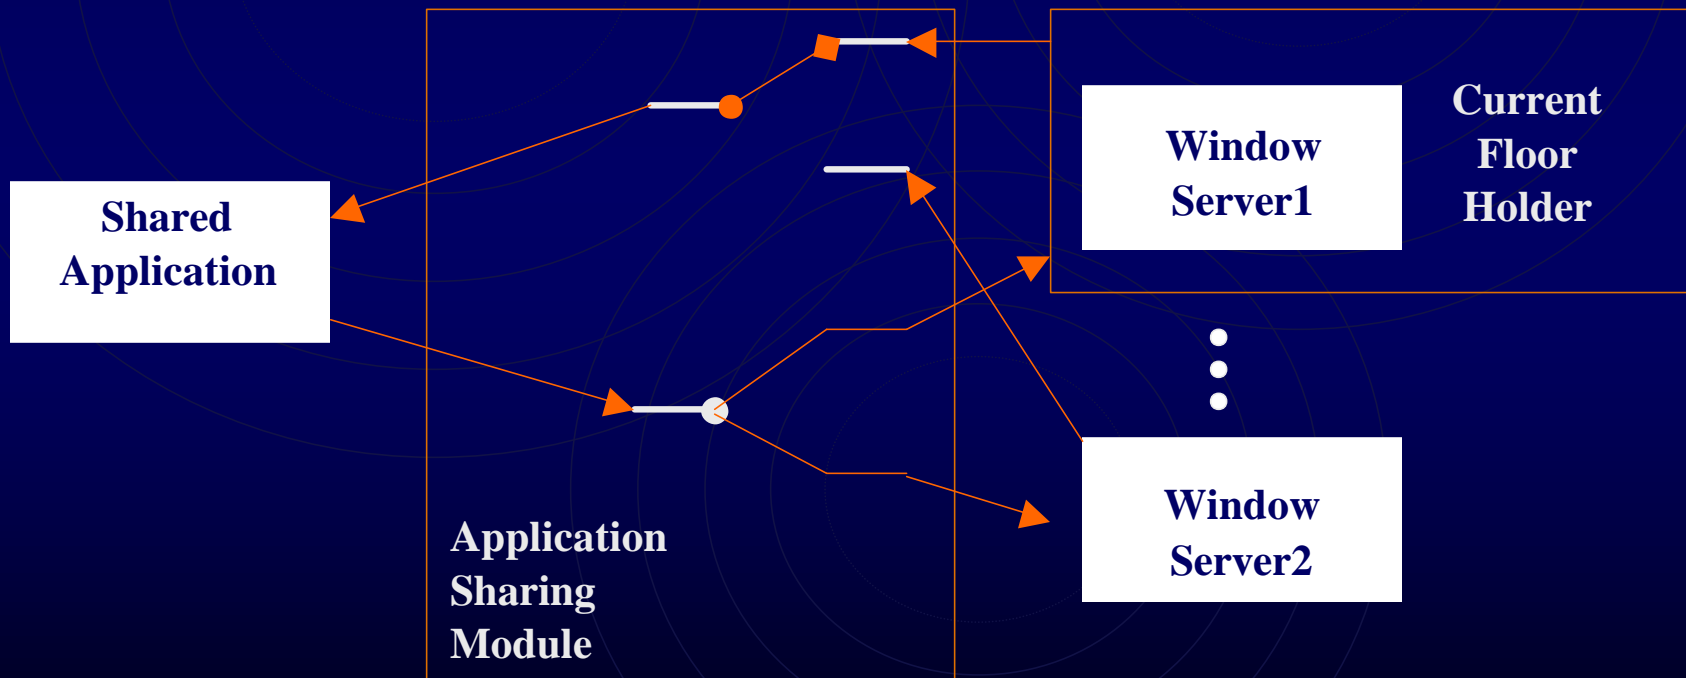 Shared
Application
Application
Sharing
Module
Window
Server1
Current
Floor
Holder
Window
Server2